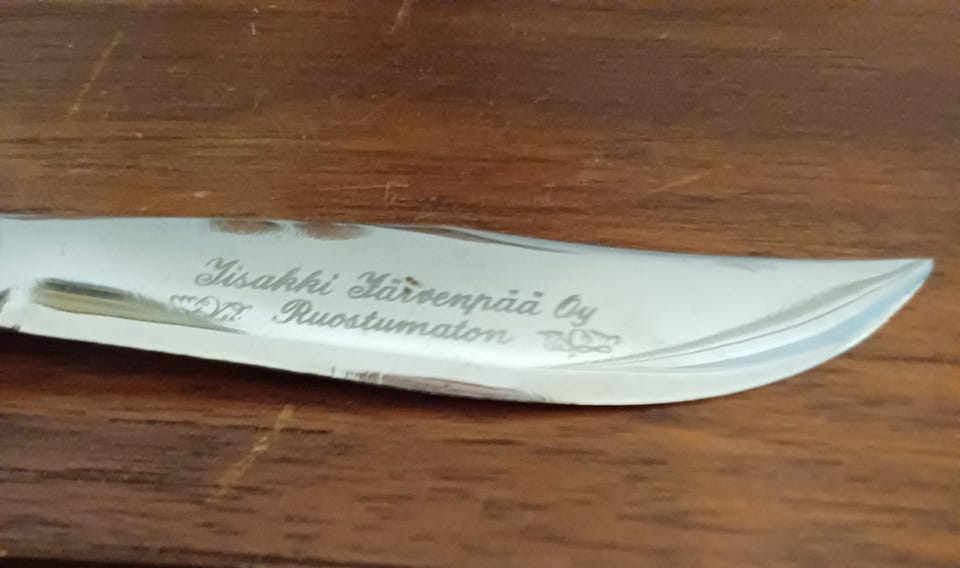 Iisakki Järvenpää Oy
Ruostumaton